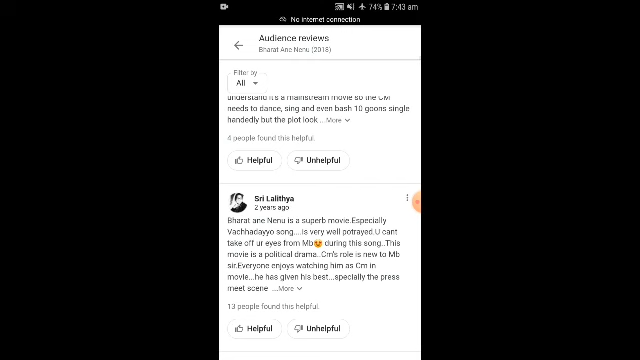 74% 7:43 am
No internet connection
Audience reviews
Bharat Ane Nenu (2018)
Filter by
All
understand it's a mainstream movie so the CM
needs to dance, sing and even bash 10 goons single
handedly but the plot look ... More
4 people found this helpful.
Helpful Unhelpful
Sri Lalithya
2 years ago
Bharat ane Nenu is a superb movie.Especially
Vachhadayyo song....is very well potrayed.U cant
take off ur eyes from Mb😍 during this song..This
movie is a political drama..Cm's role is new to Mb
sir.Everyone enjoys watching him as Cm in
movie...he has given his best...specially the press
meet scene ....More
13 people found this helpful.
Helpful Unhelpful